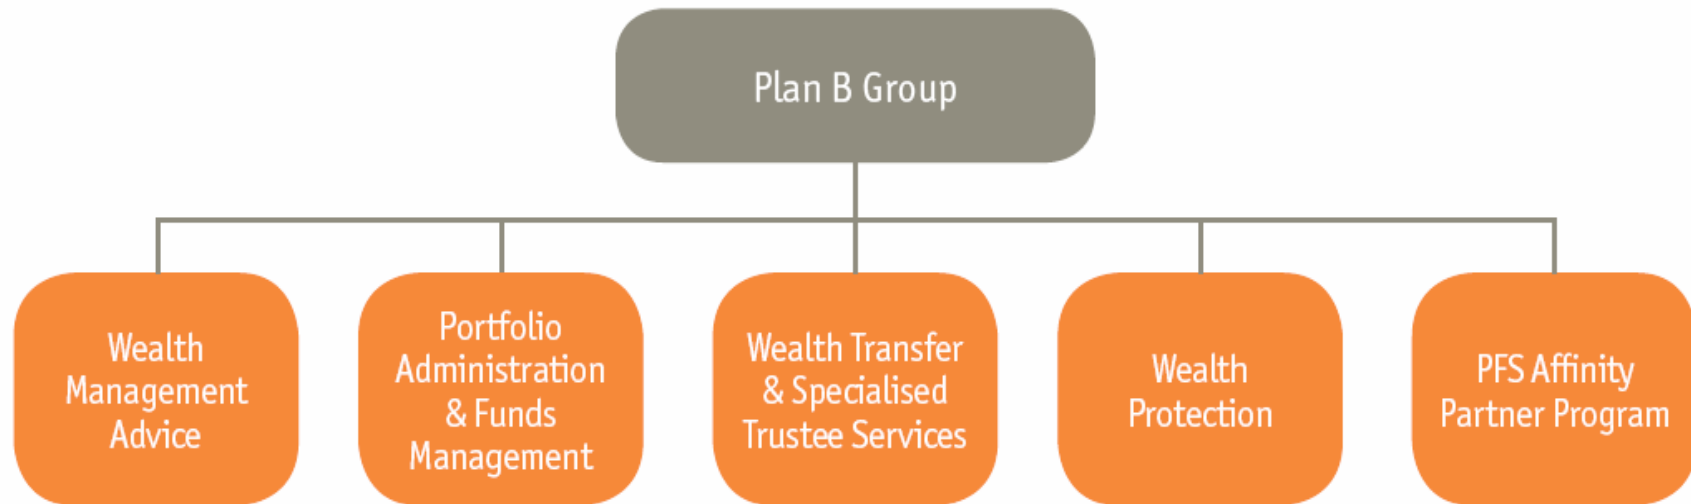 Plan B Group
Wealth
Management
Advice
Portfolio
Administration
& Funds
Management
Wealth Transfer
& Specialised
Trustee Services
Wealth
Protection
PFS Affinity
Partner Program